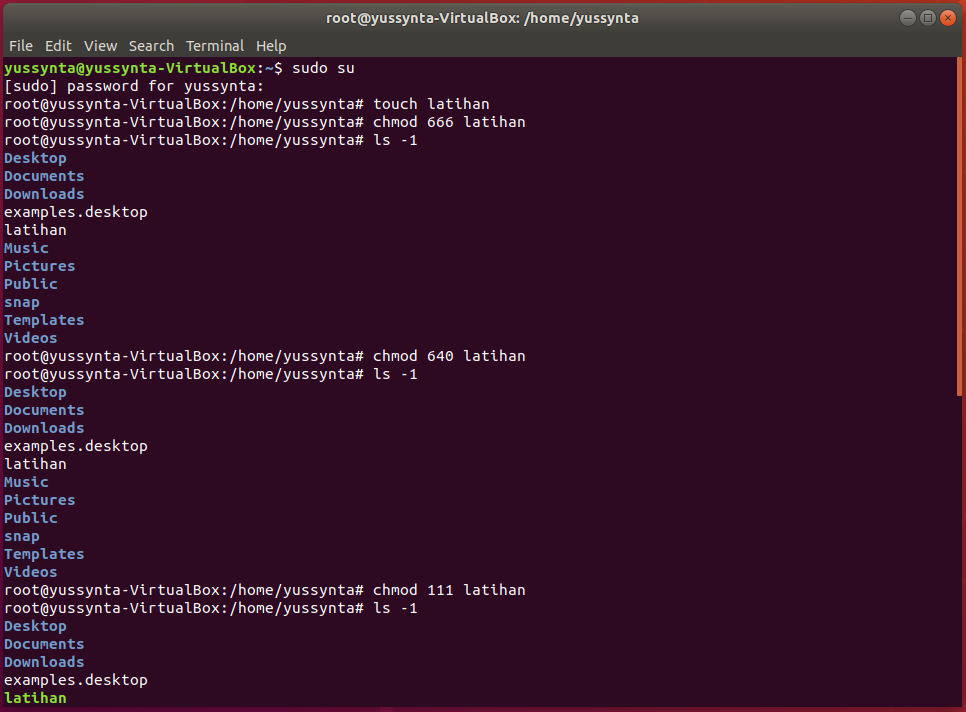 root@yussynta-VirtualBox: /home/yussynta
File Edit View Search Terminal Help
yussynta@yussynta-VirtualBox:~$ sudo su
[sudo] password for yussynta:
root@yussynta-VirtualBox:/home/yussynta# touch latihan
root@yussynta-VirtualBox:/home/yussynta# chmod 666 latihan
root@yussynta-VirtualBox:/home/yussynta# ls -1
Desktop
Documents
Downloads
examples.desktop
latihan
Music
Pictures
Public
snap
Templates
Videos
root@yussynta-VirtualBox:/home/yussynta# chmod 640 latihan
root@yussynta-VirtualBox:/home/yussynta# ls -1
Desktop
Documents
Downloads
examples.desktop
latihan
Music
Pictures
Public
snap
Templates
Videos
root@yussynta-VirtualBox:/home/yussynta# chmod 111 latihan
root@yussynta-VirtualBox:/home/yussynta# ls -1
Desktop
Documents
Downloads
examples.desktop
latihan